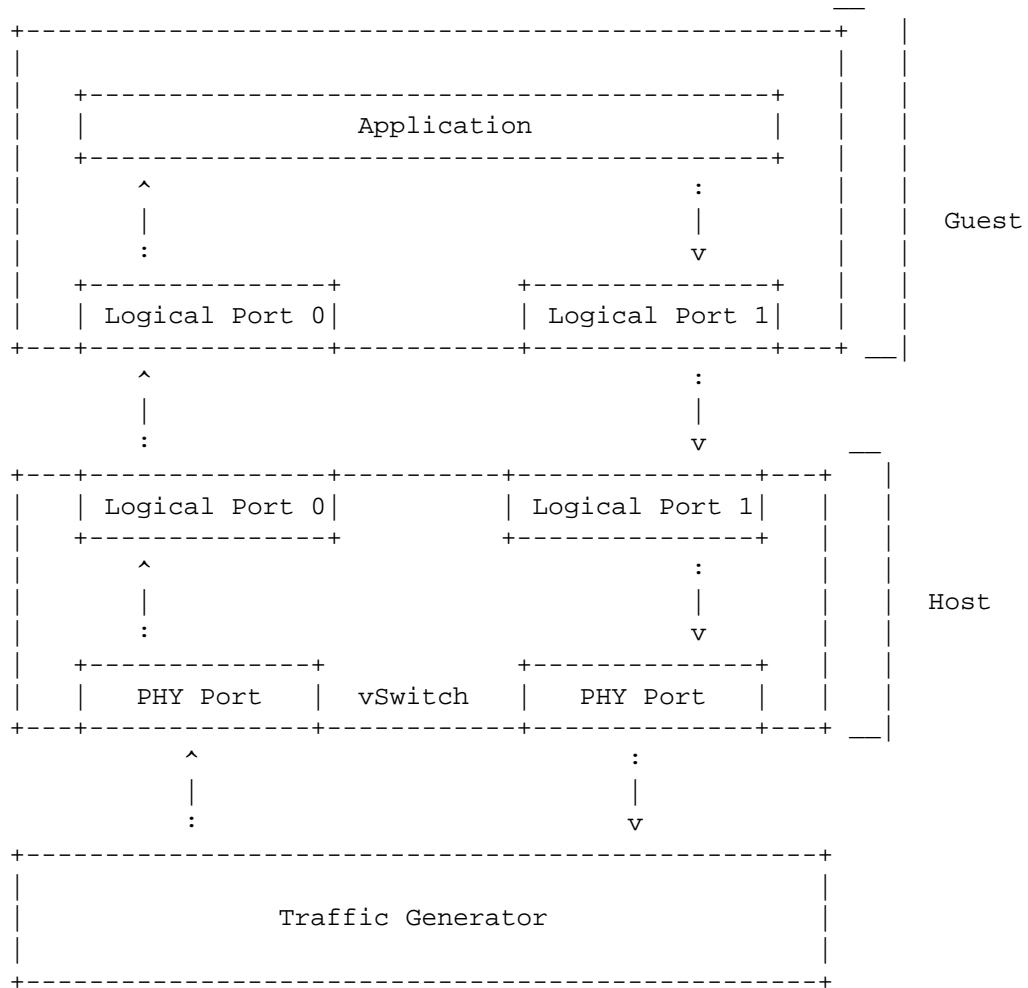 Application
Guest
Logical Port 0 Logical Port 1
Logical Port 0 Logical Port 1
Host
PHY Port vSwitch PHY Port
Traffic Generator